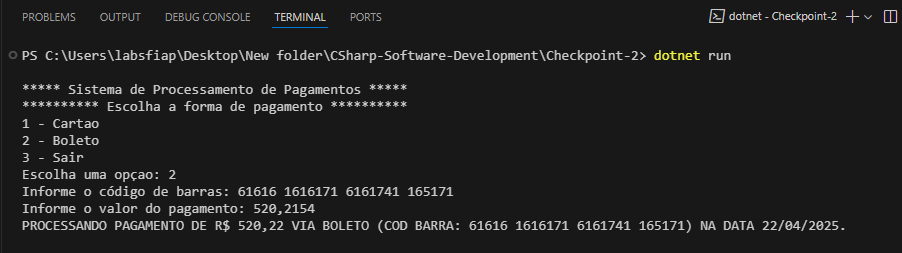 PROBLEMS OUTPUT DEBUG CONSOLE TERMINAL PORTS dotnet - Checkpoint-2
PS C:\Users\labsfiap\Desktop\New folder\CSharp-Software-Development\Checkpoint-2> dotnet run
***** Sistema de Processamento de Pagamentos *****
********** Escolha a forma de pagamento **********
1 - Cartao
2 - Boleto
3 - Sair
Escolha uma opçao: 2
Informe o código de barras: 61616 1616171 6161741 165171
Informe o valor do pagamento: 520,2154
PROCESSANDO PAGAMENTO DE R$ 520,22 VIA BOLETO (COD BARRA: 61616 1616171 6161741 165171) NA DATA 22/04/2025.